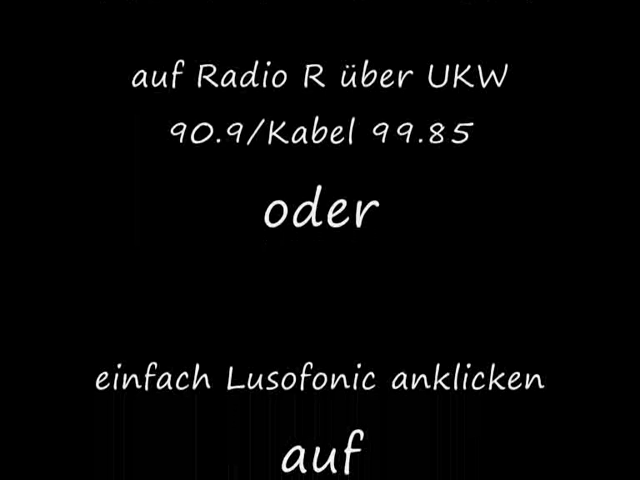 auf Radio R über UKW
90.9/Kabel 99.85
oder
einfach Lusofonic anklicken
auf